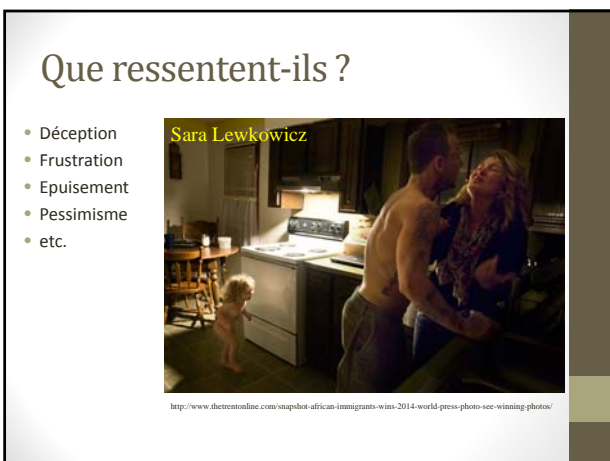 Que ressentent-ils ?
• Déception
• Frustration
• Epuisement
• Pessimisme
• etc.
Sara Lewkowicz
http://www.thetrentonline.com/snapshot-african-immigrants-wins-2014-world-press-photo-see-winning-photos/